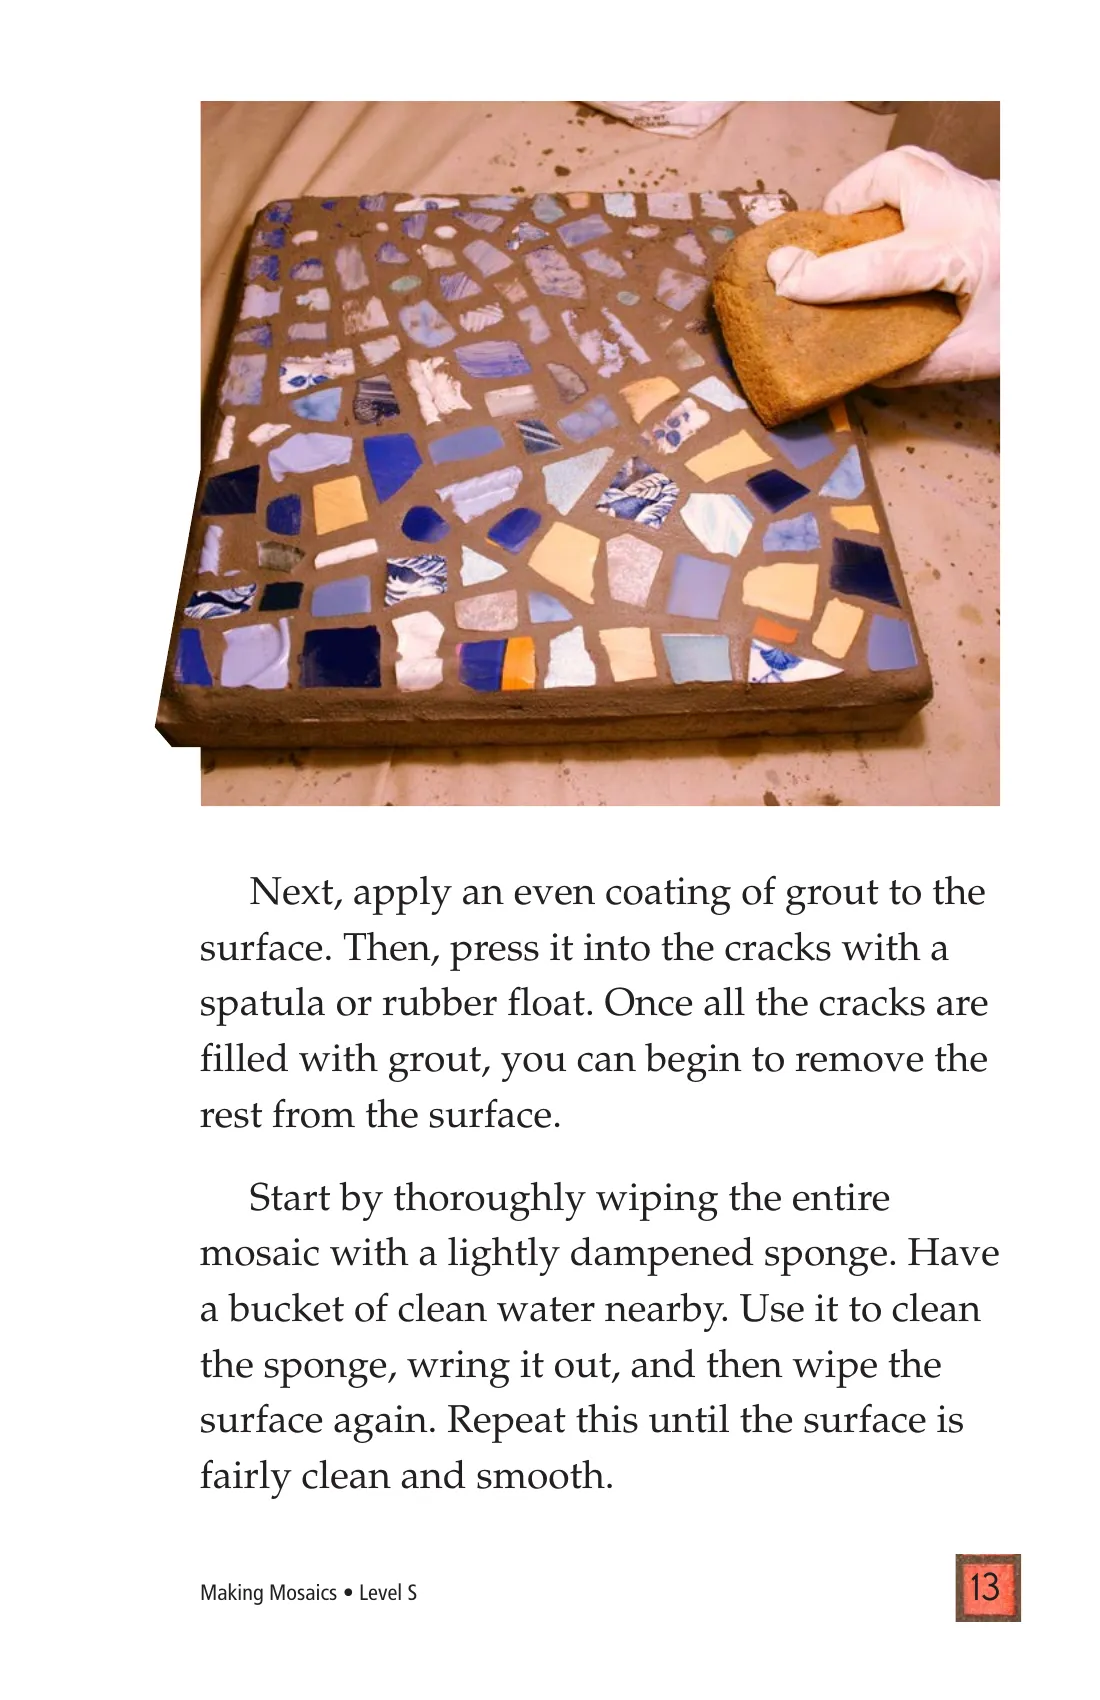 Next, apply an even coating of grout to the
surface. Then, press it into the cracks with a
spatula or rubber float. Once all the cracks are
filled with grout, you can begin to remove the
rest from the surface.
Start by thoroughly wiping the entire
mosaic with a lightly dampened sponge. Have
a bucket of clean water nearby. Use it to clean
the sponge, wring it out, and then wipe the
surface again. Repeat this until the surface is
fairly clean and smooth.
Making Mosaics • Level S
13